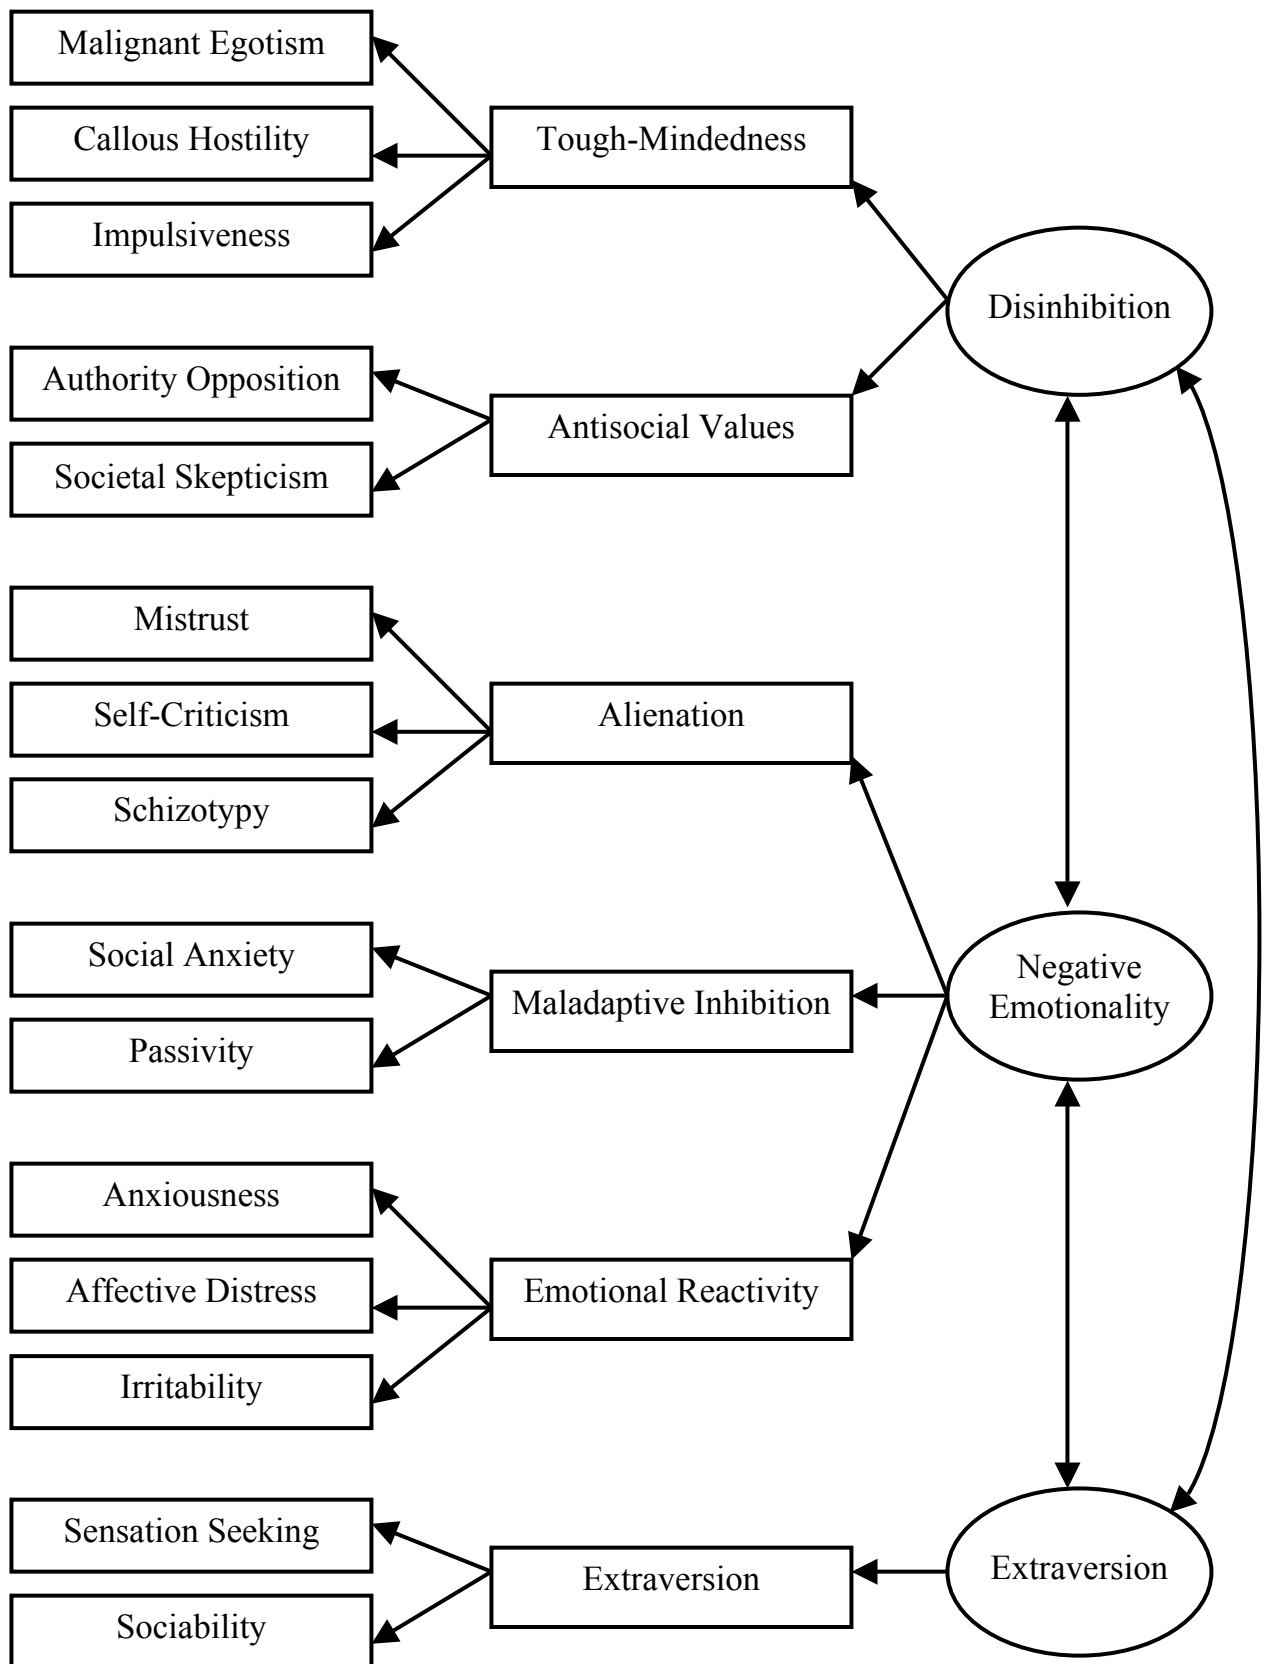 Malignant Egotism
Callous Hostility
Impulsiveness
Tough-Mindedness
Disinhibition
Authority Opposition
Societal Skepticism
Antisocial Values
Mistrust
Self-Criticism
Schizotypy
Alienation
Social Anxiety
Passivity
Maladaptive Inhibition
Negative
Emotionality
Anxiousness
Affective Distress
Irritability
Emotional Reactivity
Sensation Seeking
Sociability
Extraversion
Extraversion